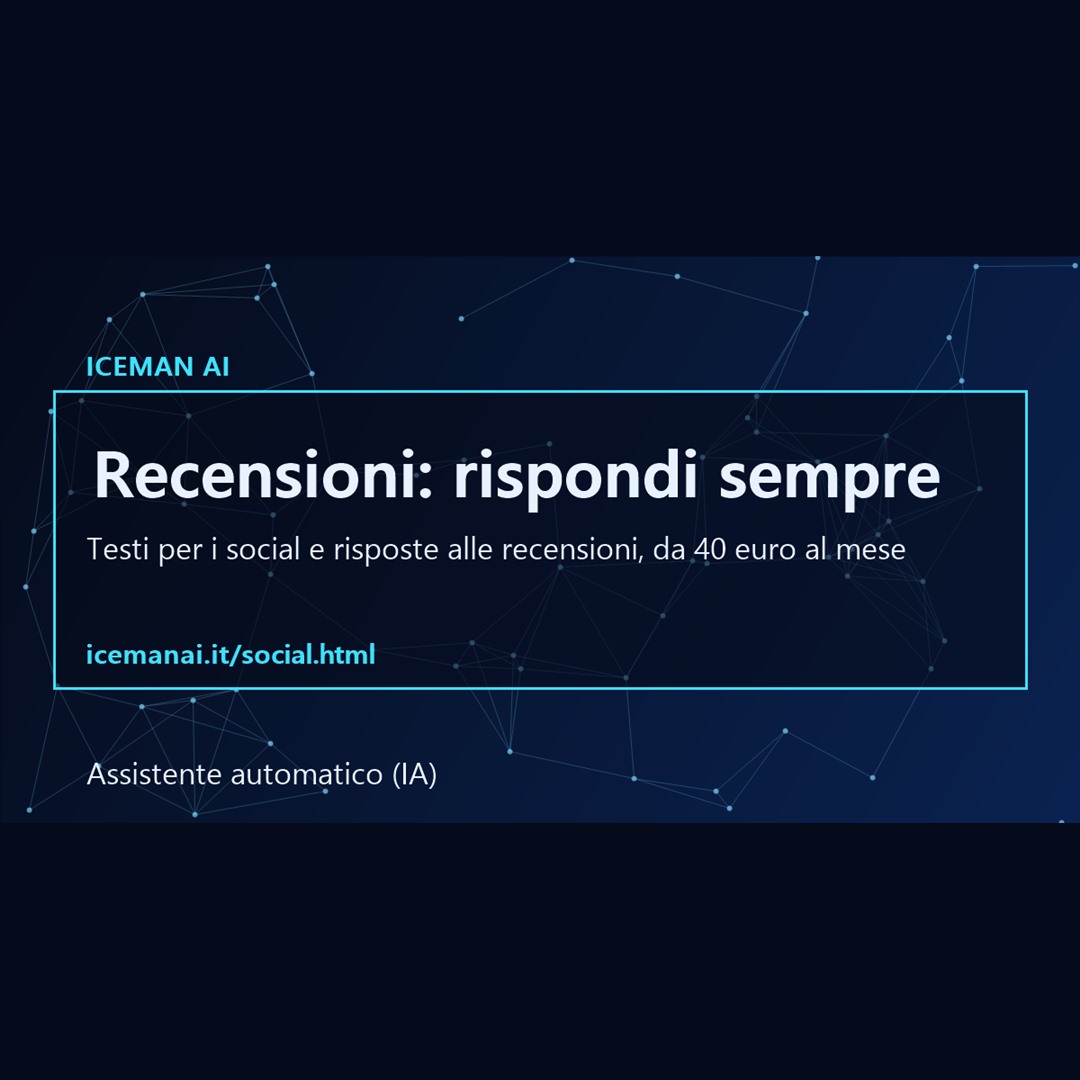 ICEMAN AI
Recensioni: rispondi sempre
Testi per i social e risposte alle recensioni, da 40 euro al mese
icemanai.it/social.html
Assistente automatico (IA)